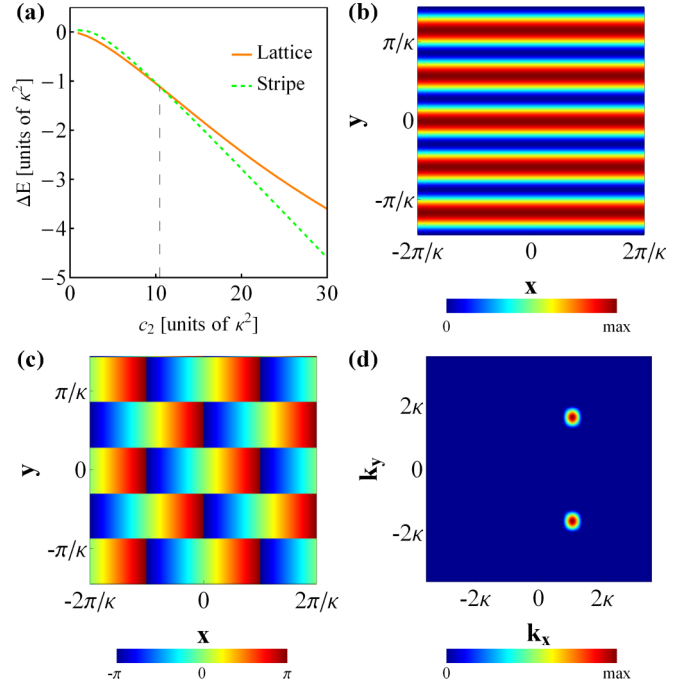 (a)
ΔE [units of κ²]
0
−1
−2
−3
−4
−5
Lattice
Stripe
0 10 20 30
c₂ [units of κ²]
(b)
y
π/κ
0
-π/κ
-2π/κ 0 2π/κ
x
0 max
(c)
y
π/κ
0
-π/κ
-2π/κ 0 2π/κ
x
-π 0 π
(d)
k_y
2κ
0
-2κ
-2κ 0 2κ
k_x
0 max